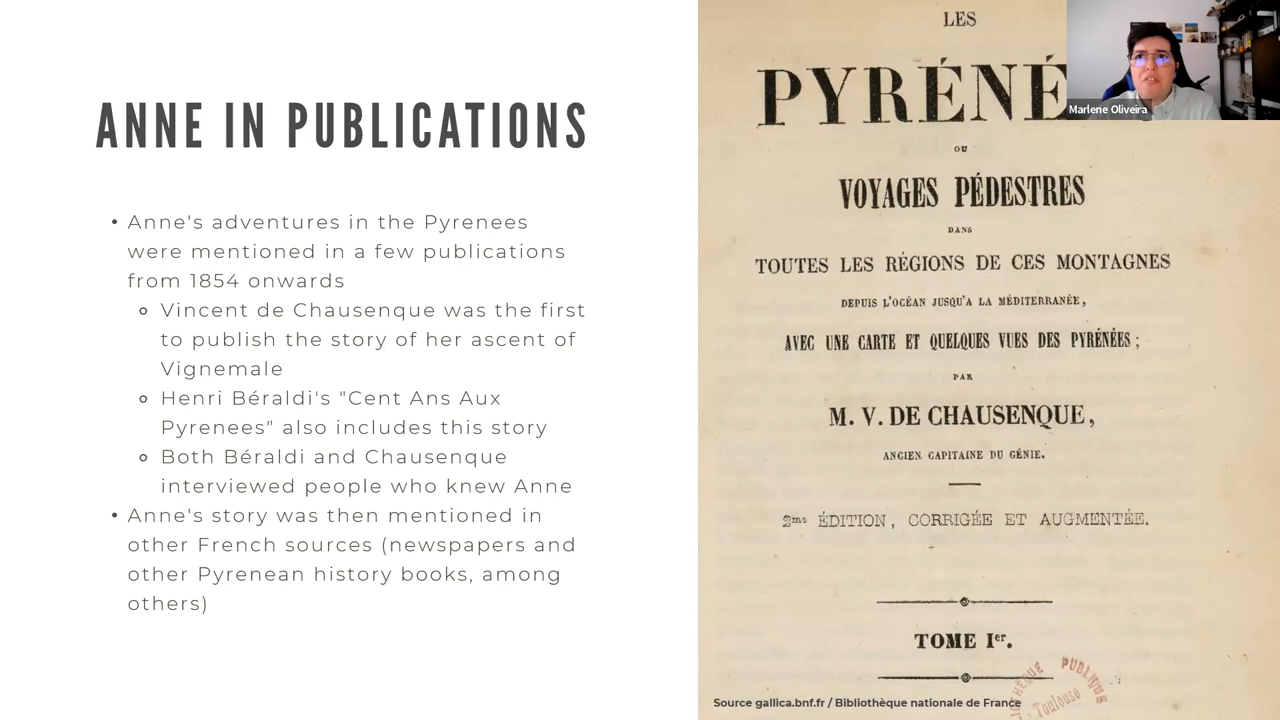 ANNE IN PUBLICATIONS
• Anne's adventures in the Pyrenees
were mentioned in a few publications
from 1854 onwards
Vincent de Chausenque was the first
to publish the story of her ascent of
Vignemale
Henri Béraldi's "Cent Ans Aux
Pyrenees" also includes this story
Both Béraldi and Chausenque
interviewed people who knew Anne
• Anne's story was then mentioned in
other French sources (newspapers and
other Pyrenean history books, among
others)
LES
PYRÉNÉ
OU
VOYAGES PÉDESTRES
DANS
TOUTES LES RÉGIONS DE CES MONTAGNES
DEPUIS L'OCÉAN JUSQU'A LA MÉDITERRANÉE,
AVEC UNE CARTE ET QUELQUES VUES DES PYRÉNÉES ;
PAR
M. V. DE CHAUSENQUE,
ANCIEN CAPITAINE DU GÉNIE.
2me ÉDITION, CORRIGÉE ET AUGMENTÉE.
TOME Ier.
PUBLIQUE
Toulouse
Source gallica.bnf.fr / Bibliothèque nationale de France
Marlene Oliveira